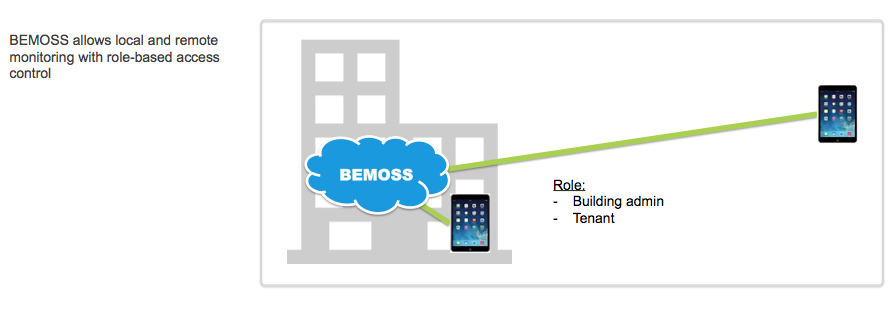 BEMOSS allows local and remote
monitoring with role-based access
control
BEMOSS
Role:
- Building admin
- Tenant